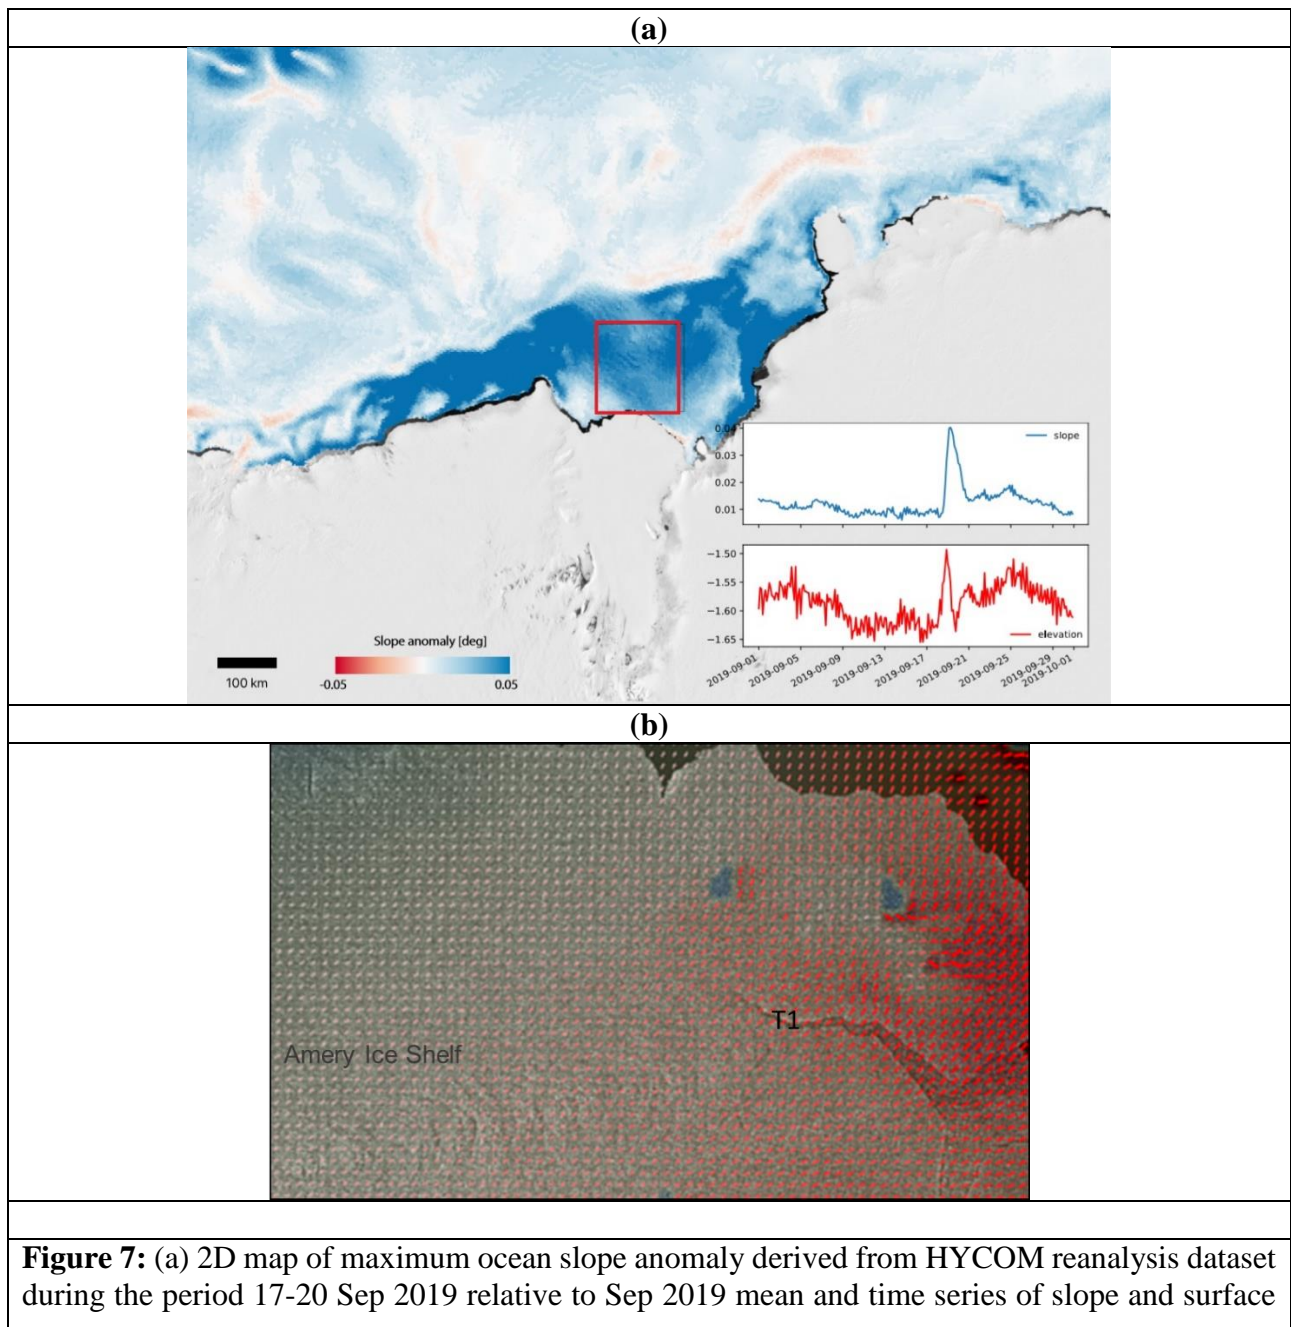 (a)
0.04
0.03
0.02
0.01
slope
−1.50
−1.55
−1.60
−1.65
elevation
2019-09-01
2019-09-05
2019-09-09
2019-09-13
2019-09-17
2019-09-21
2019-09-25
2019-09-29
2019-10-01
Slope anomaly [deg]
-0.05
0.05
100 km
(b)
T1
Amery Ice Shelf
Figure 7: (a) 2D map of maximum ocean slope anomaly derived from HYCOM reanalysis dataset
during the period 17-20 Sep 2019 relative to Sep 2019 mean and time series of slope and surface